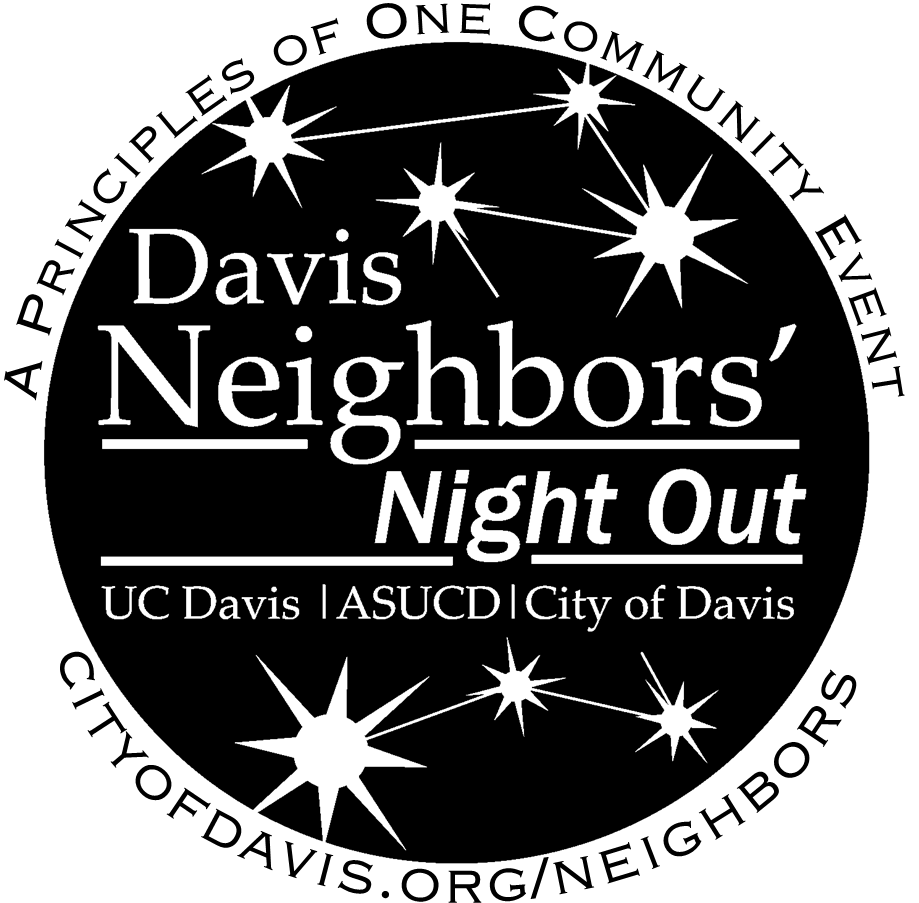 A PRINCIPLES OF ONE COMMUNITY EVENT
Davis
Neighbors'
Night Out
UC Davis |ASUCD|City of Davis
CITYOFDAVIS.ORG/NEIGHBORS